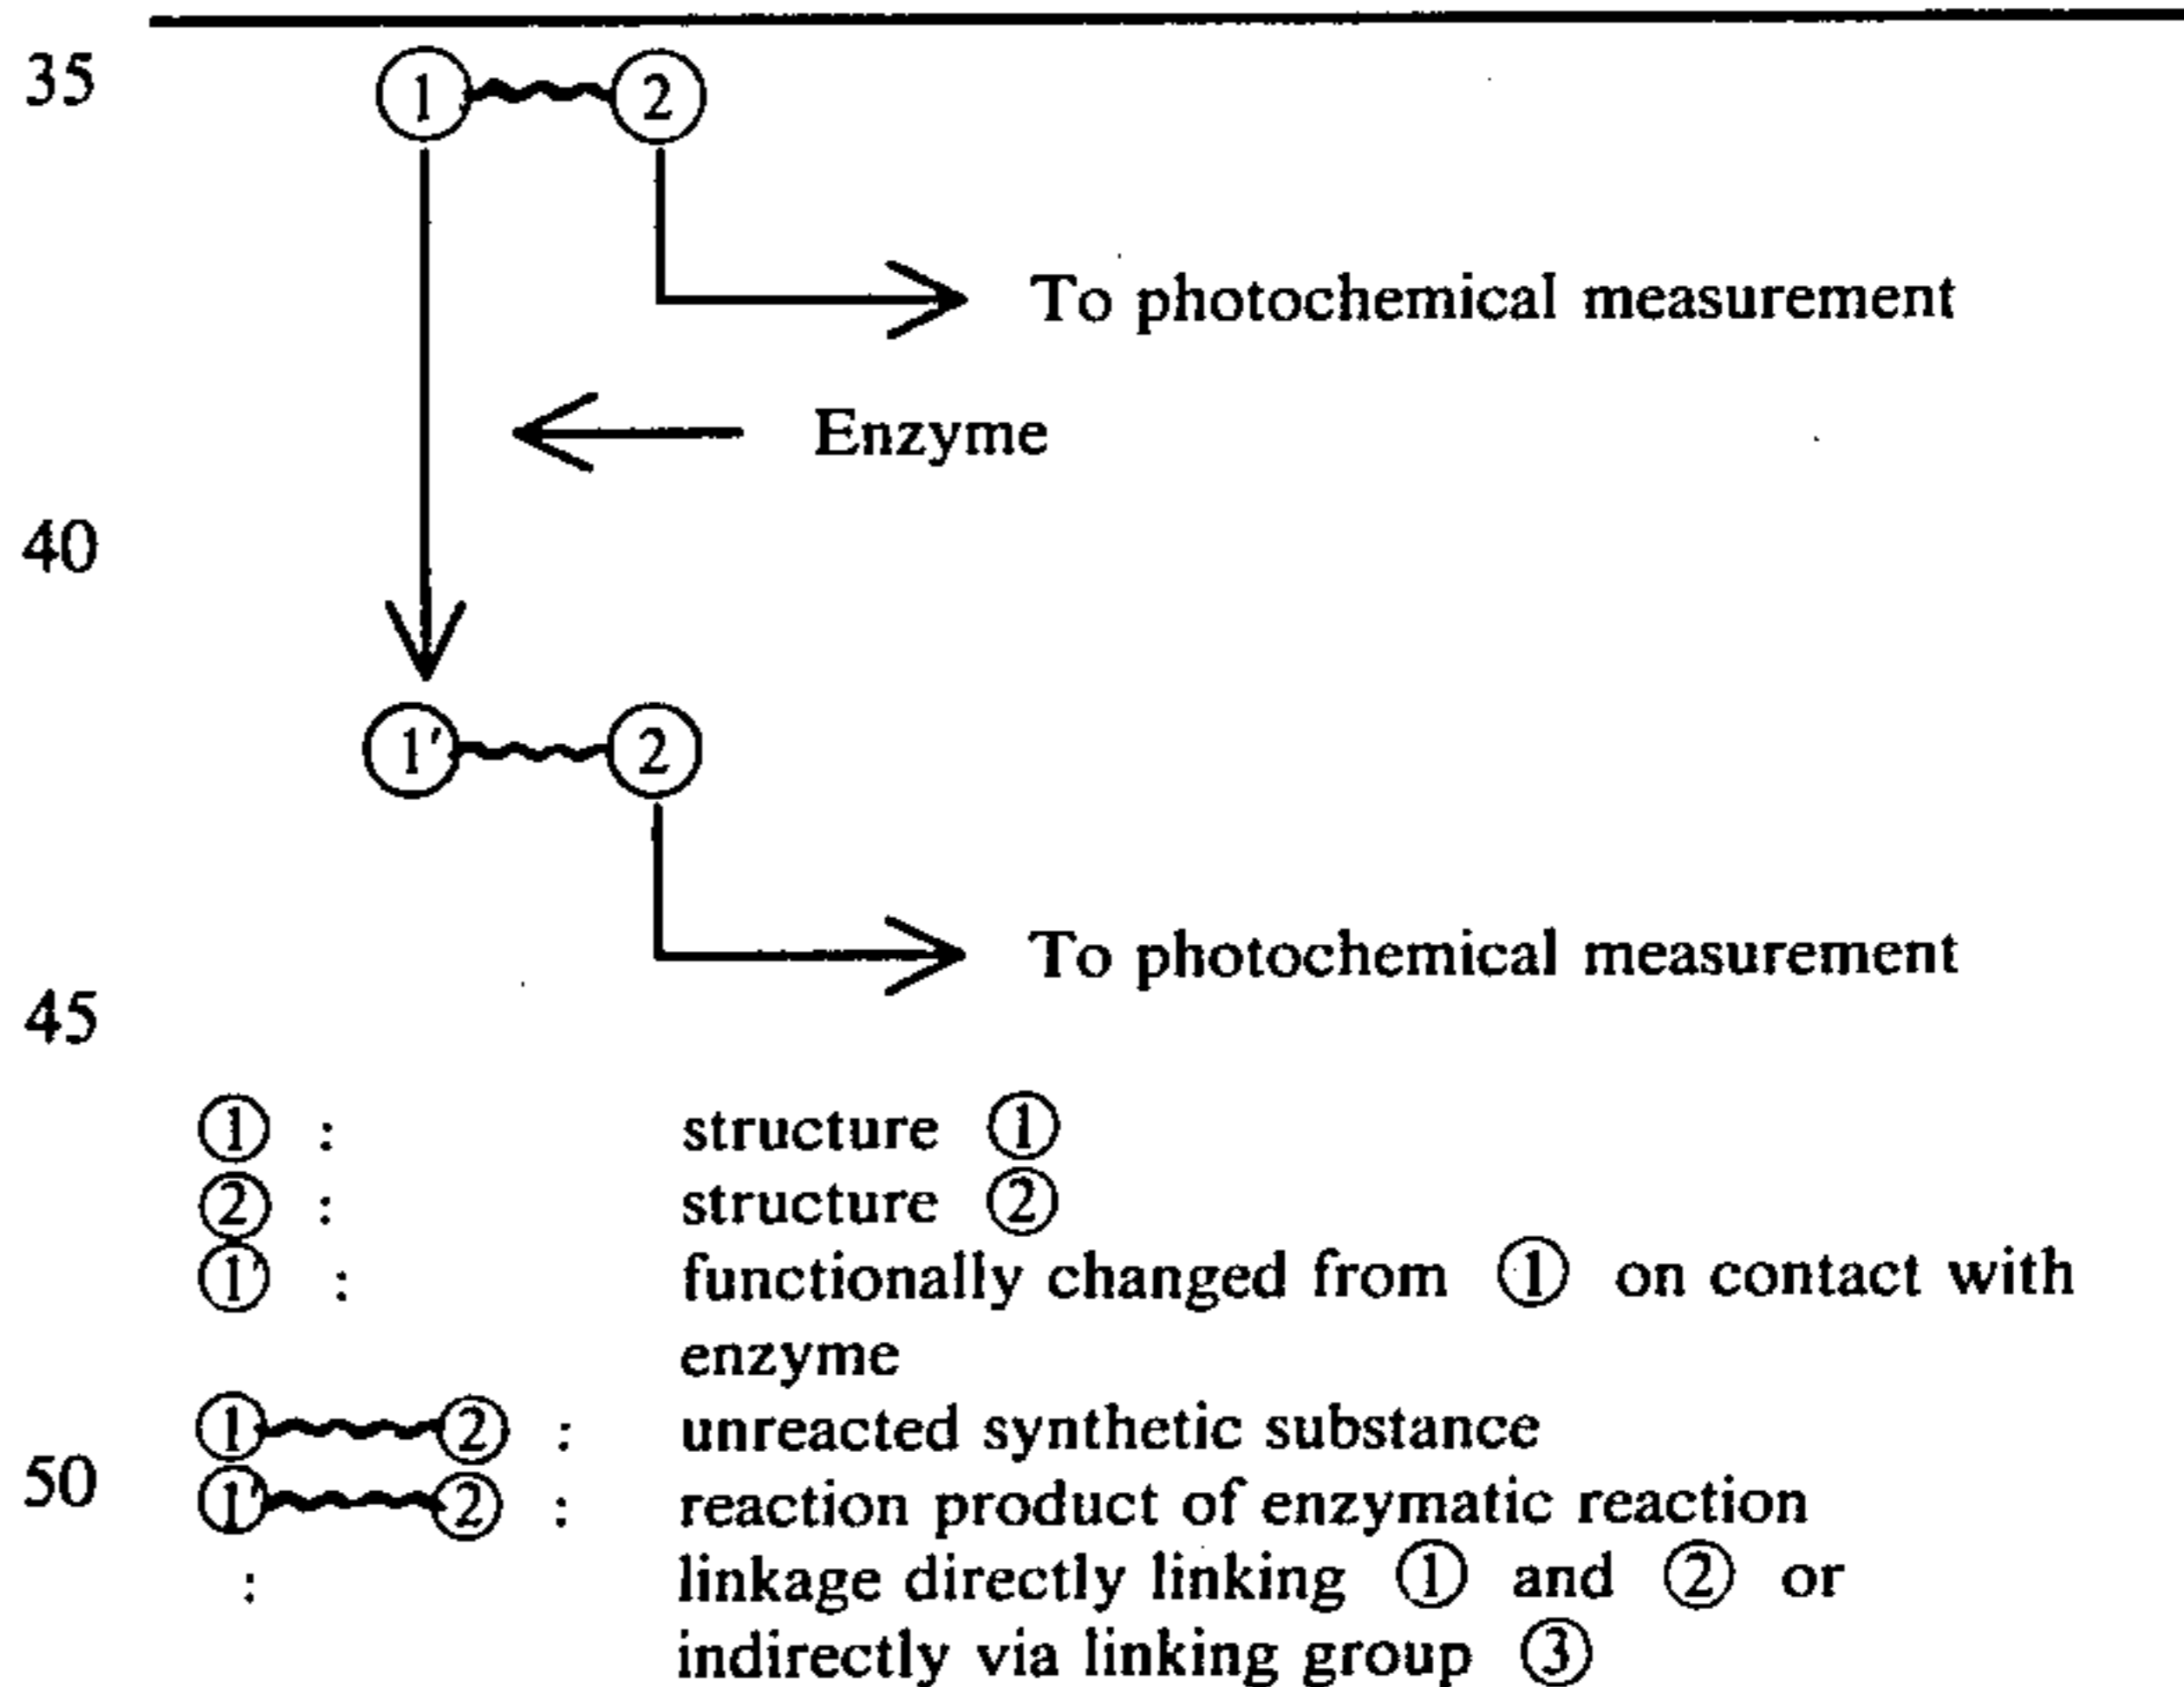 35 ① ②
To photochemical measurement
Enzyme
40
①′ ②
To photochemical measurement
45
① : structure ①
② : structure ②
①′ : functionally changed from ① on contact with
enzyme
① ② : unreacted synthetic substance
50 ①′ ② : reaction product of enzymatic reaction
: linkage directly linking ① and ② or
indirectly via linking group ③